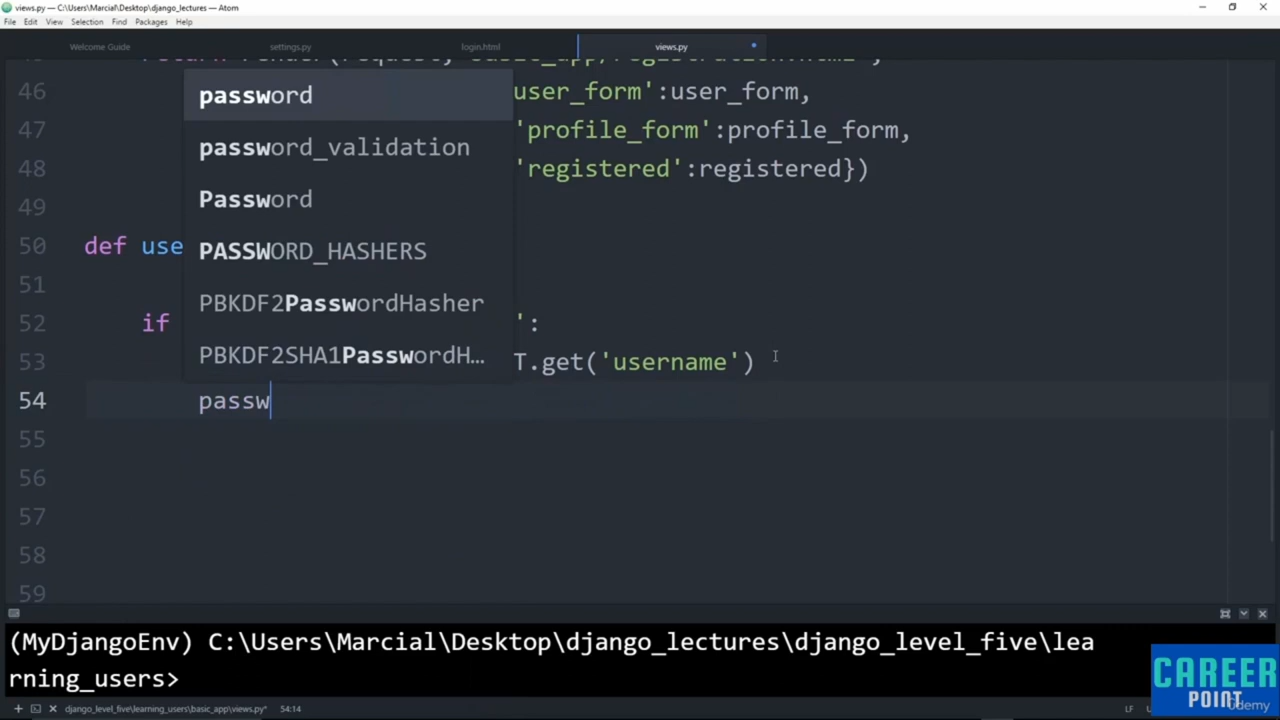 views.py — C:\Users\Marcial\Desktop\django_lectures — Atom
File Edit View Selection Find Packages Help
Welcome Guide settings.py login.html views.py
46 user_form':user_form,
47 'profile_form':profile_form,
48 'registered':registered})
49
50 def use
51
52 if ':
53 T.get('username')
54 passw
55
56
57
58
59
password
password_validation
Password
PASSWORD_HASHERS
PBKDF2PasswordHasher
PBKDF2SHA1PasswordH…
(MyDjangoEnv) C:\Users\Marcial\Desktop\django_lectures\django_level_five\lea
rning_users>
django_level_five\learning_users\basic_app\views.py* 54:14 LF
CAREER
POINT
Udemy